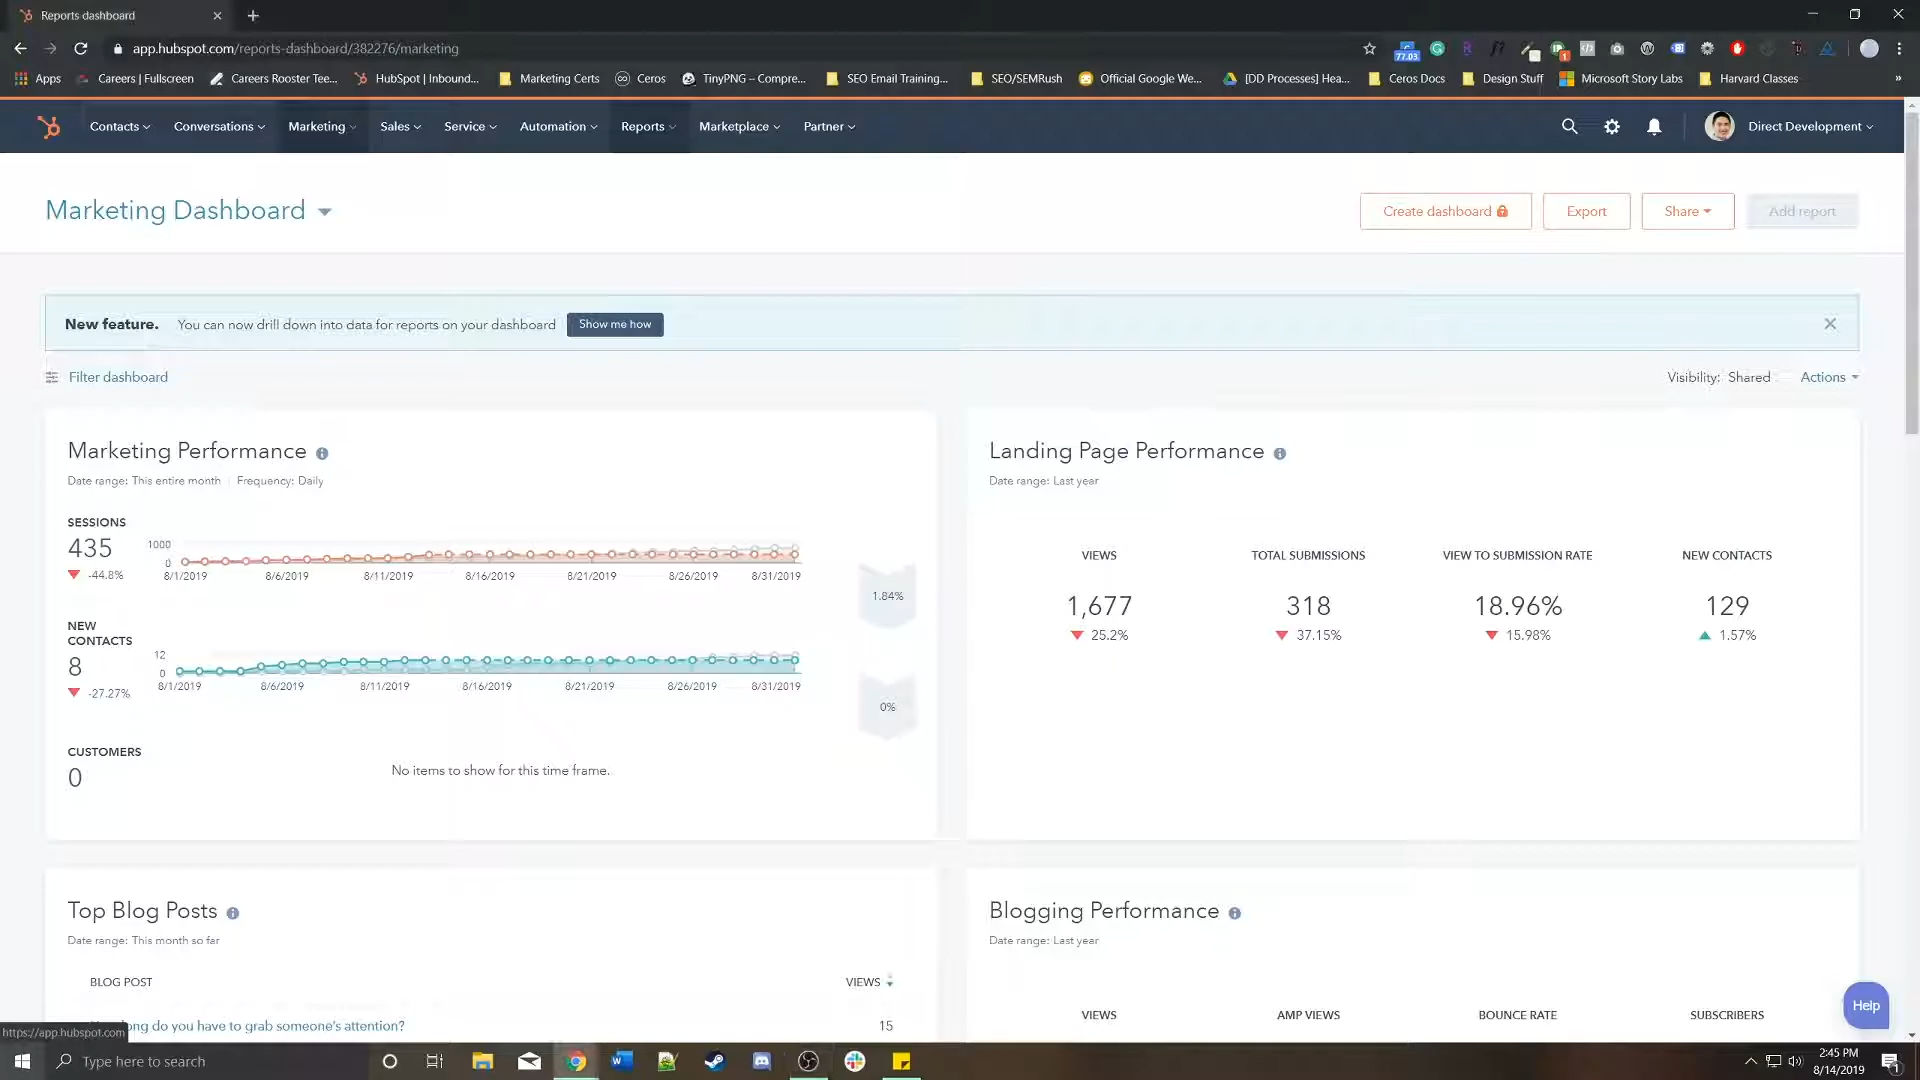 Reports dashboard
app.hubspot.com/reports-dashboard/382276/marketing
77.03
1
Apps
Careers | Fullscreen
Careers Rooster Tee...
HubSpot | Inbound...
Marketing Certs
Ceros
TinyPNG – Compre...
SEO Email Training...
SEO/SEMRush
Official Google We...
[DD Processes] Hea...
Ceros Docs
Design Stuff
Microsoft Story Labs
Harvard Classes
»
Contacts
Conversations
Marketing
Sales
Service
Automation
Reports
Marketplace
Partner
Direct Development
Marketing Dashboard
Create dashboard
Export
Share
Add report
New feature. You can now drill down into data for reports on your dashboard
Show me how
Filter dashboard
Visibility: Shared
Actions
Marketing Performance
Date range: This entire month Frequency: Daily
SESSIONS
435
-44.8%
1000
0
8/1/2019 8/6/2019 8/11/2019 8/16/2019 8/21/2019 8/26/2019 8/31/2019
1.84%
NEW
CONTACTS
8
-27.27%
12
0
8/1/2019 8/6/2019 8/11/2019 8/16/2019 8/21/2019 8/26/2019 8/31/2019
0%
CUSTOMERS
0
No items to show for this time frame.
Landing Page Performance
Date range: Last year
VIEWS TOTAL SUBMISSIONS VIEW TO SUBMISSION RATE NEW CONTACTS
1,677 318 18.96% 129
25.2% 37.15% 15.98% 1.57%
Top Blog Posts
Date range: This month so far
BLOG POST VIEWS
long do you have to grab someone's attention? 15
Blogging Performance
Date range: Last year
VIEWS AMP VIEWS BOUNCE RATE SUBSCRIBERS
Help
https://app.hubspot.com
Type here to search
2:45 PM
8/14/2019
1